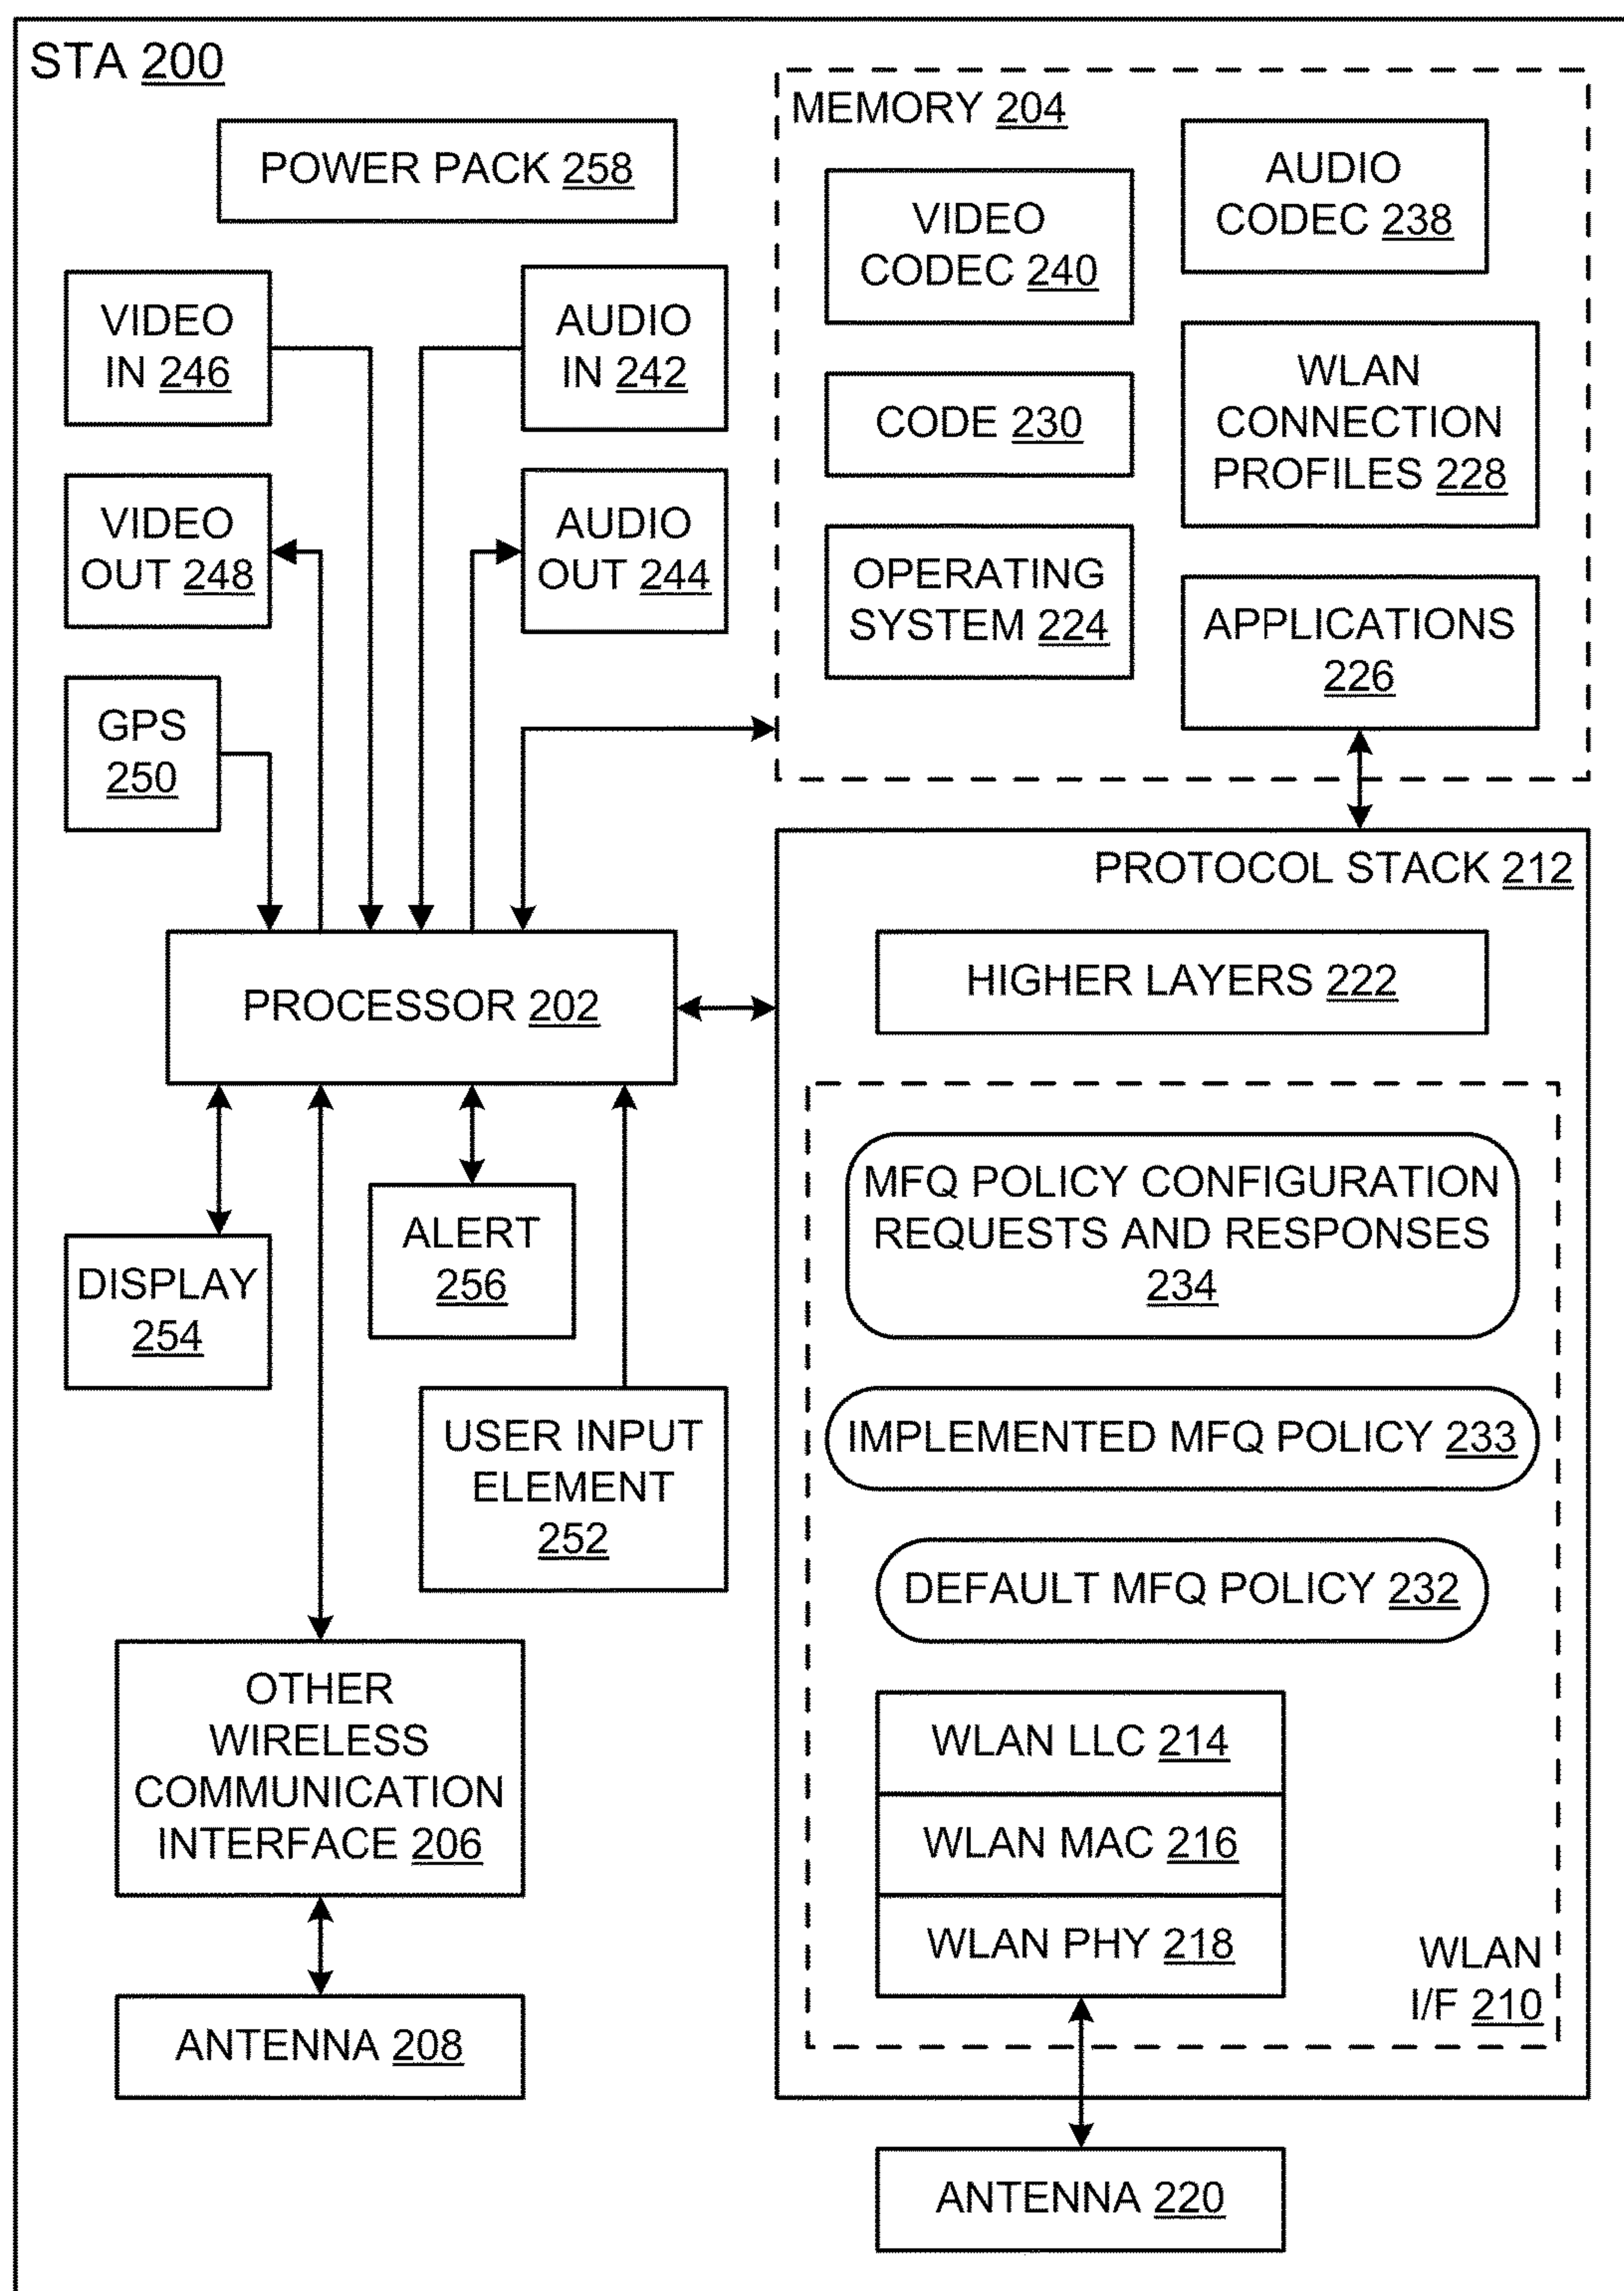 STA 200
POWER PACK 258
VIDEO
IN 246
AUDIO
IN 242
VIDEO
OUT 248
AUDIO
OUT 244
GPS
250
MEMORY 204
VIDEO
CODEC 240
AUDIO
CODEC 238
CODE 230
WLAN
CONNECTION
PROFILES 228
OPERATING
SYSTEM 224
APPLICATIONS
226
PROCESSOR 202
DISPLAY
254
ALERT
256
USER INPUT
ELEMENT
252
OTHER
WIRELESS
COMMUNICATION
INTERFACE 206
ANTENNA 208
PROTOCOL STACK 212
HIGHER LAYERS 222
MFQ POLICY CONFIGURATION
REQUESTS AND RESPONSES
234
IMPLEMENTED MFQ POLICY 233
DEFAULT MFQ POLICY 232
WLAN LLC 214
WLAN MAC 216
WLAN PHY 218
WLAN
I/F 210
ANTENNA 220